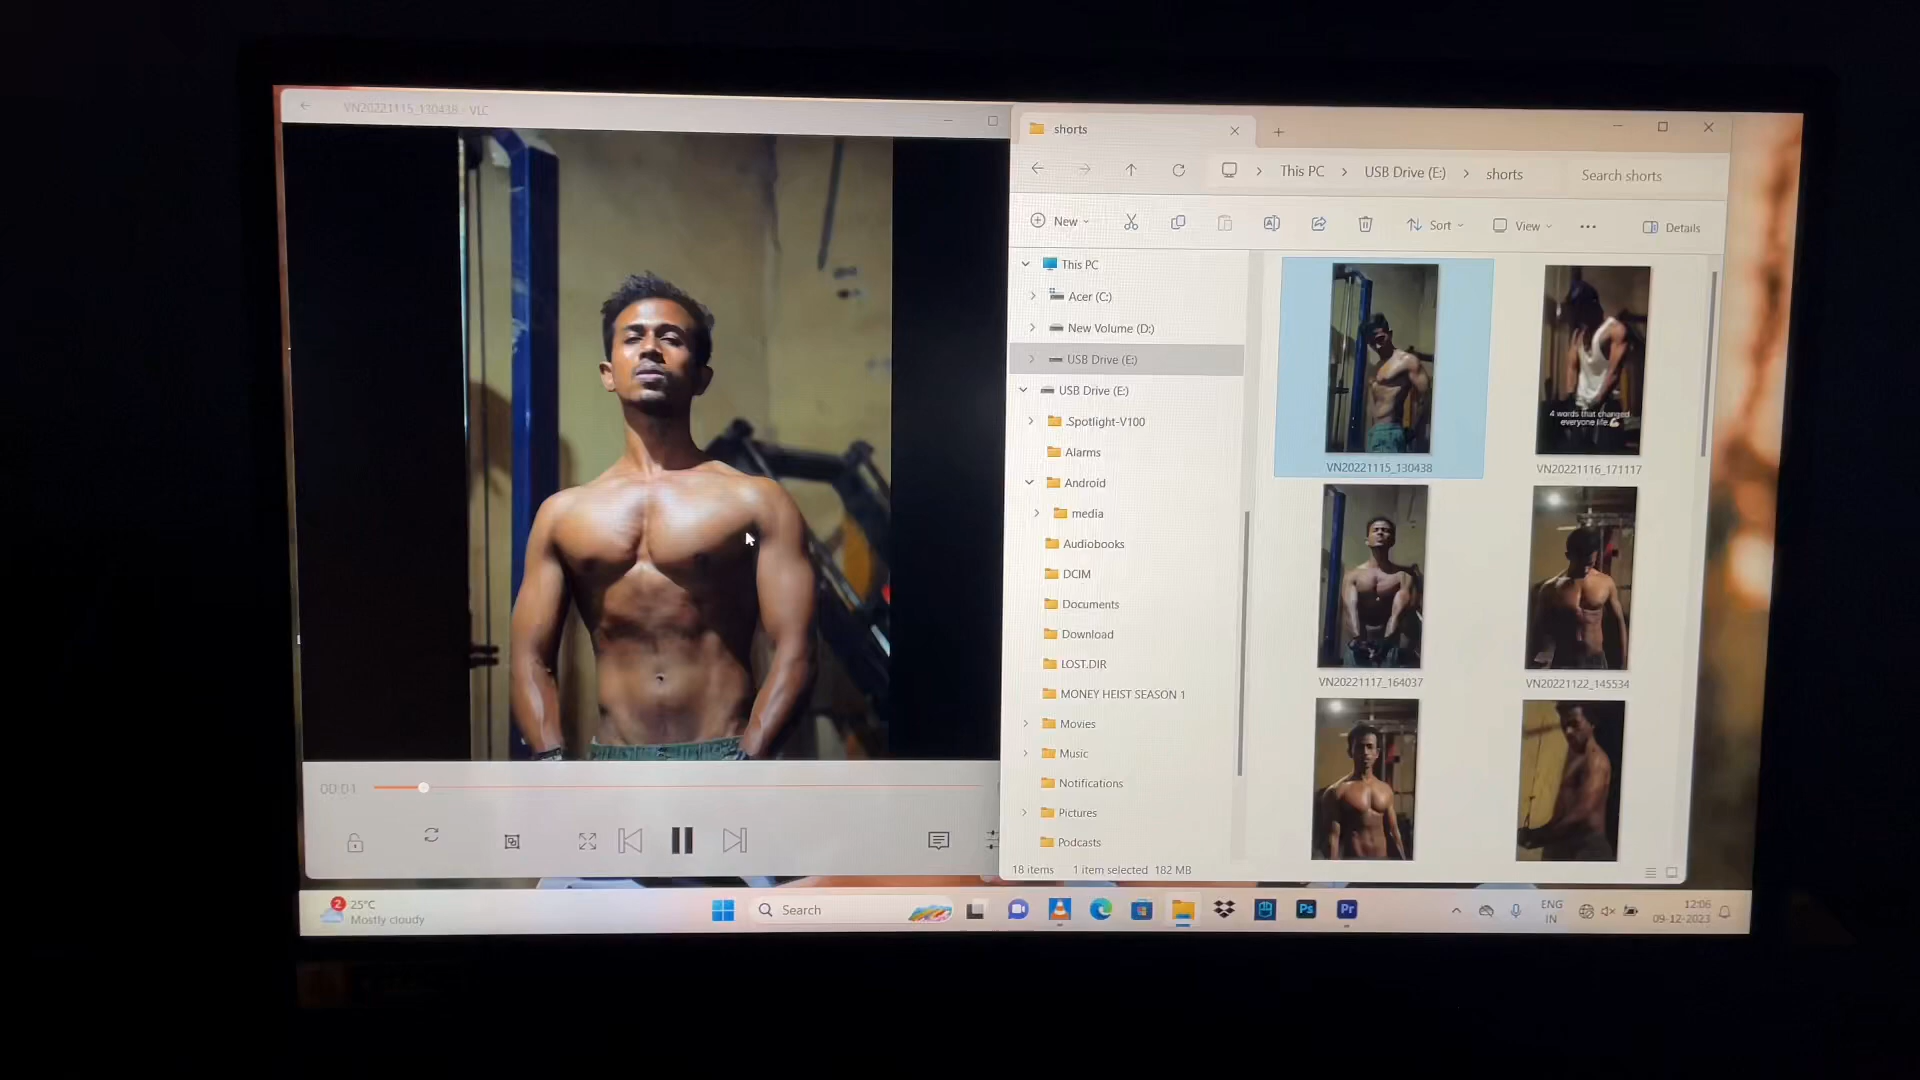 VN20221115_130438 - VLC
shorts
This PC
USB Drive (E:)
shorts
Search shorts
New
Sort
View
Details
This PC
Acer (C:)
New Volume (D:)
USB Drive (E:)
USB Drive (E:)
.Spotlight-V100
Alarms
Android
media
Audiobooks
DCIM
Documents
Download
LOST.DIR
MONEY HEIST SEASON 1
Movies
Music
Notifications
Pictures
Podcasts
VN20221115_130438
4 words that changed
everyone life.
VN20221116_171117
VN20221117_164037
VN20221122_145534
18 items
1 item selected 182 MB
00:01
2
25°C
Mostly cloudy
Search
Ps
Pr
ENG
IN
12:06
09-12-2023